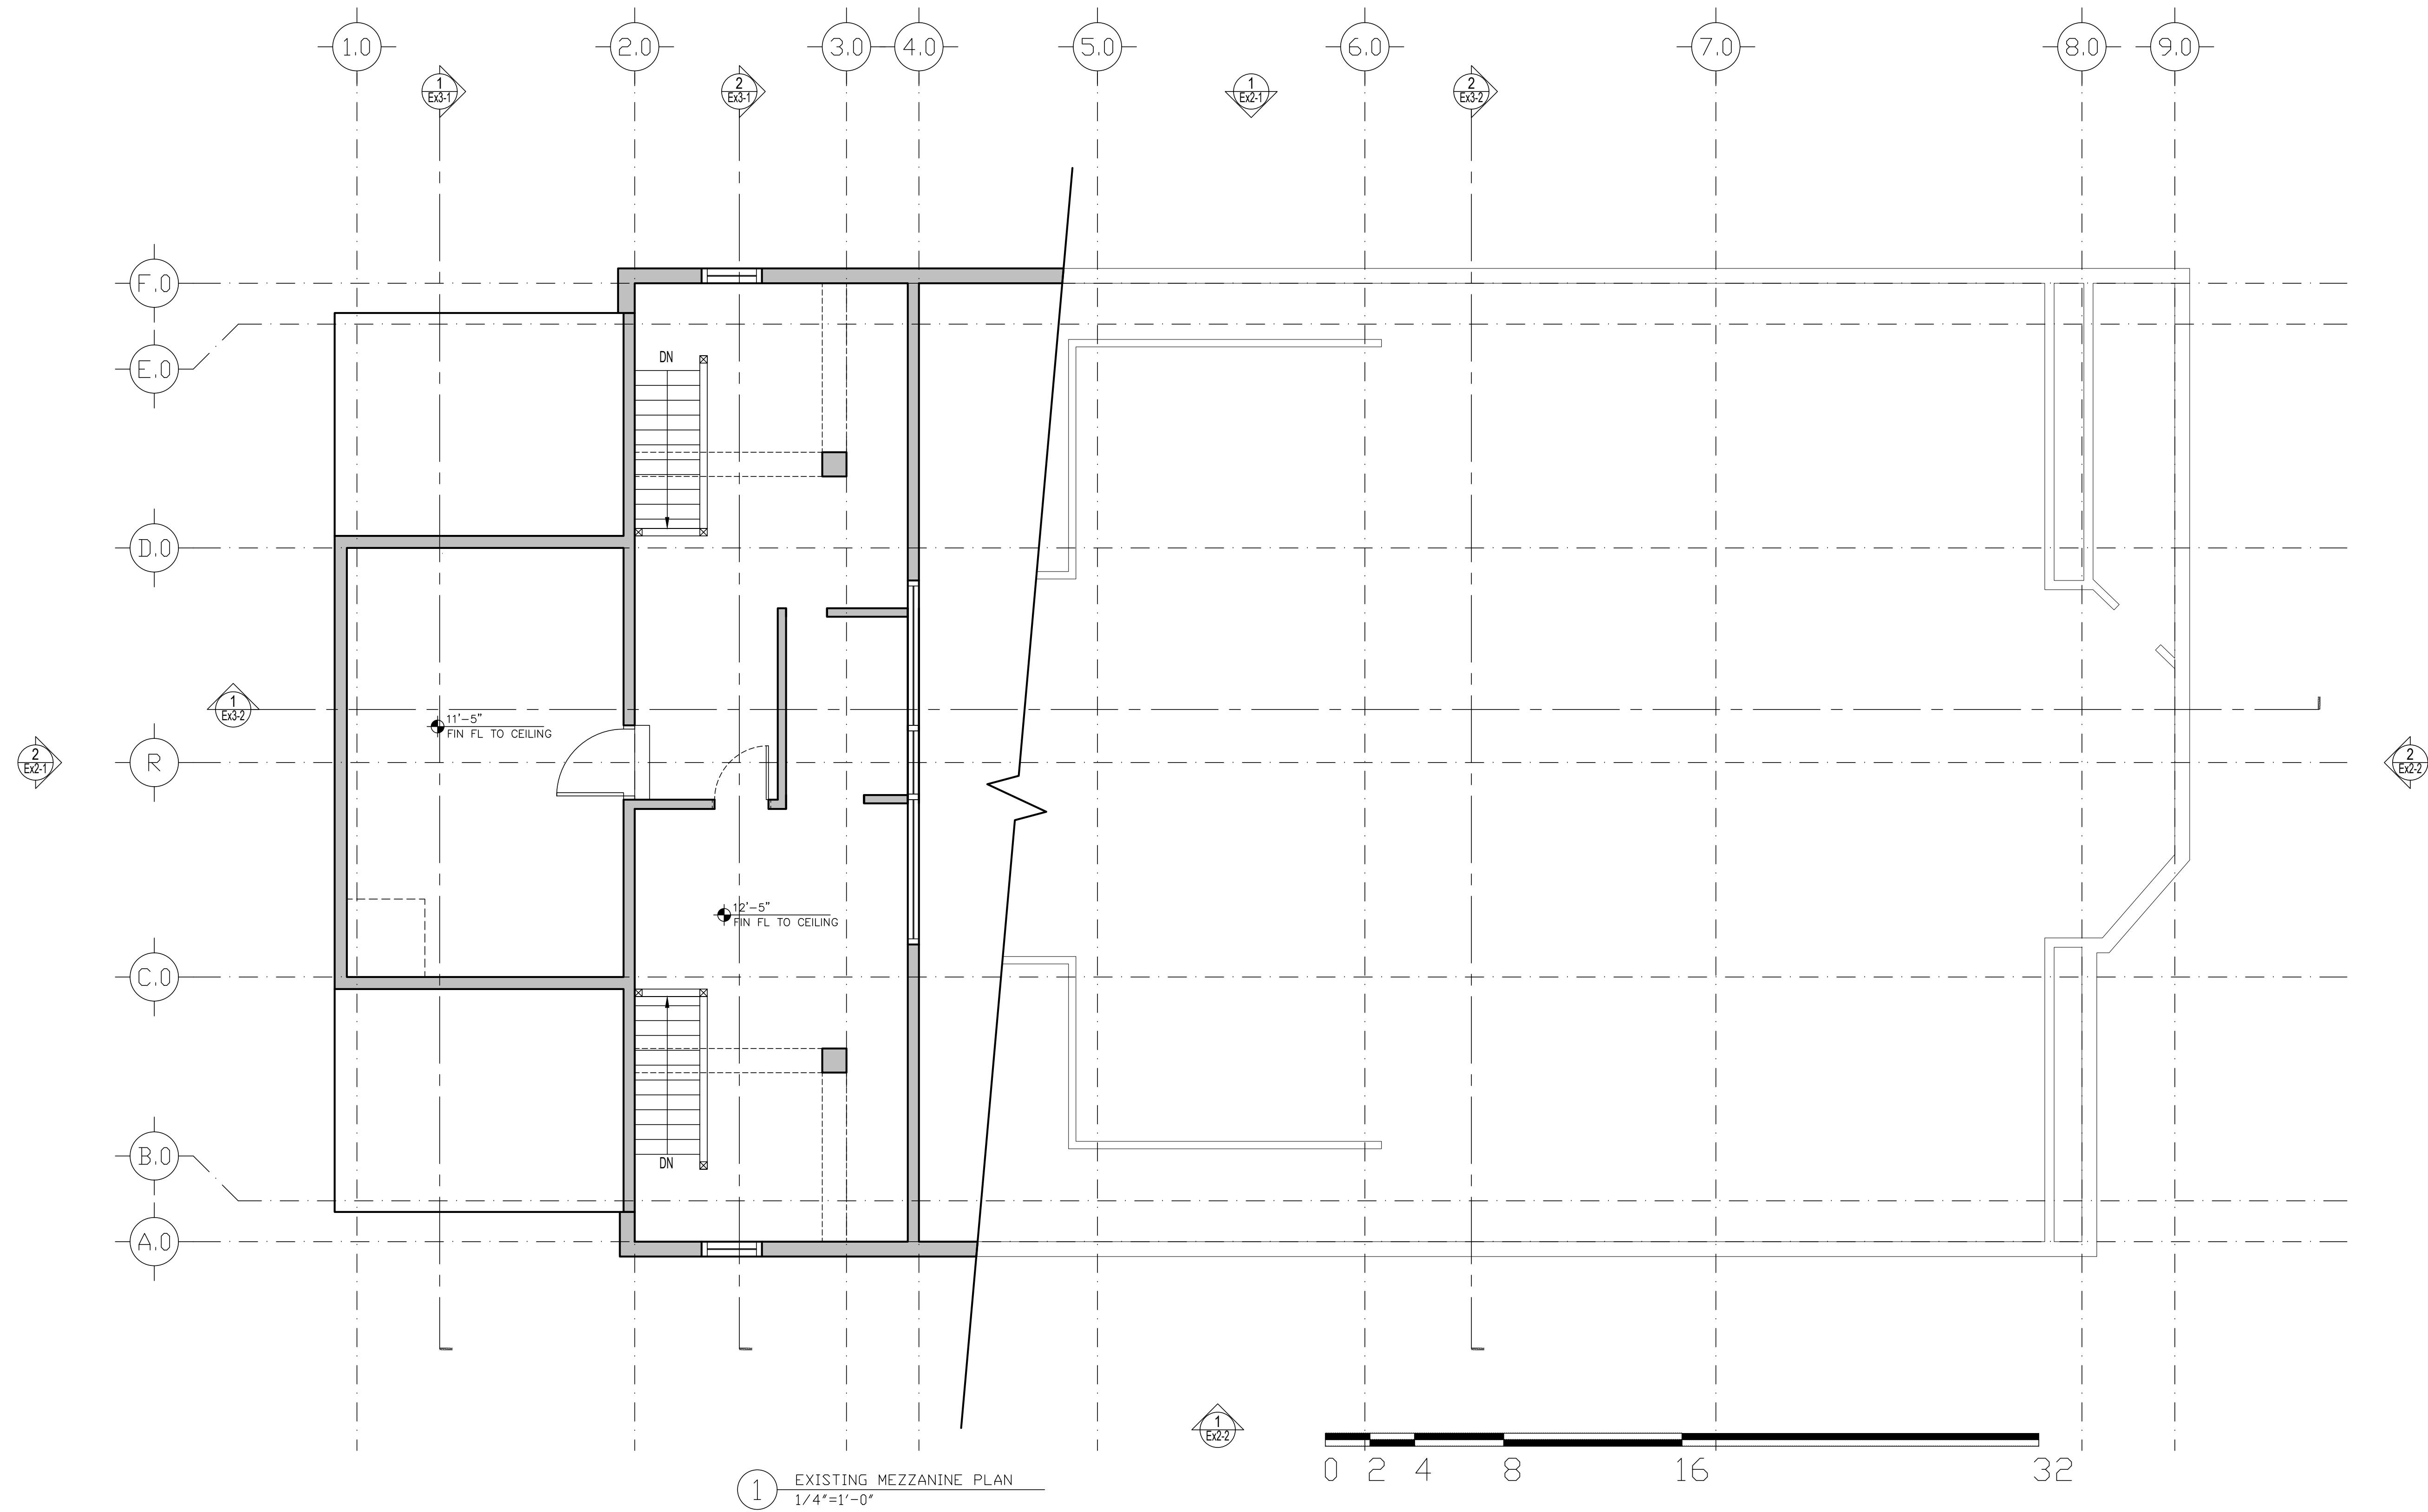 1.0 2.0 3.0 4.0 5.0 6.0 7.0 8.0 9.0
1
Ex3-1
2
Ex3-1
1
Ex2-1
2
Ex3-2
F.0
E.0
DN
D.0
1
Ex3-2
11'-5"
FIN FL TO CEILING
2
Ex2-1
R
2
Ex2-2
12'-5"
FIN FL TO CEILING
C.0
B.0
DN
A.0
1
Ex2-2
0 2 4 8 16 32
1
EXISTING MEZZANINE PLAN
1/4"=1'-0"